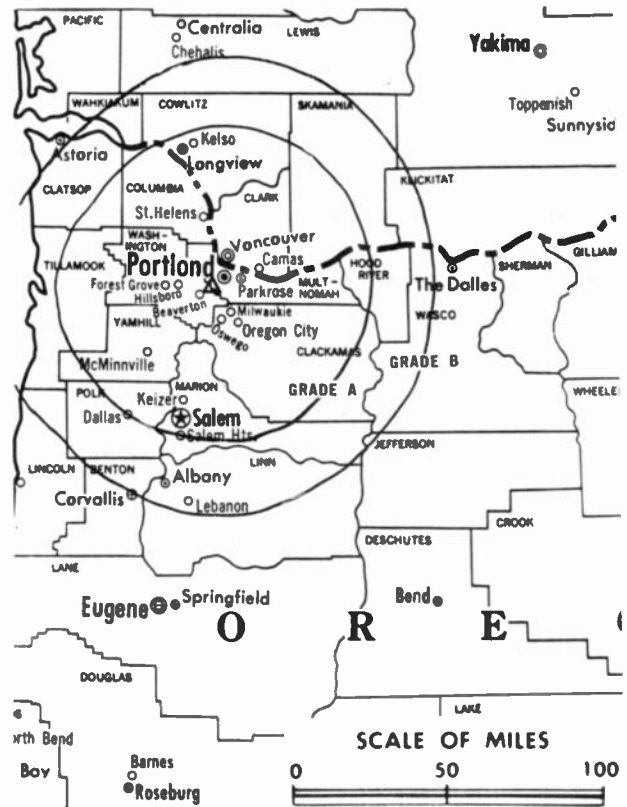 PACIFIC
Centralia
LEWIS
Chehalis
Yakima
WAHKIAKUM
COWLITZ
SKAMANIA
Toppenish
Sunnysid
Astoria
Kelso
Longview
KLICKITAT
CLATSOP
COLUMBIA
CLARK
St. Helens
WASH-
INGTON
Vancouver
Camas
HOOD
RIVER
SHERMAN
GILLIAM
TILLAMOOK
Portland
The Dalles
Forest Grove
Parkrose
MULT-
NOMAH
Hillsboro
Beaverton
WASCO
YAMHILL
Milwaukie
Oswego
Oregon City
McMinnville
CLACKAMAS
GRADE B
POLK
MARION
GRADE A
WHEELE
Keizer
Dallas
Salem
Salem Hts.
JEFFERSON
LINCOLN
BENTON
LINN
Albany
Corvallis
Lebanon
CROOK
DESCHUTES
LANE
Eugene
Springfield
Bend
O R E
DOUGLAS
LAKE
orth Bend
Bay
SCALE OF MILES
Barnes
Roseburg
0 50 100